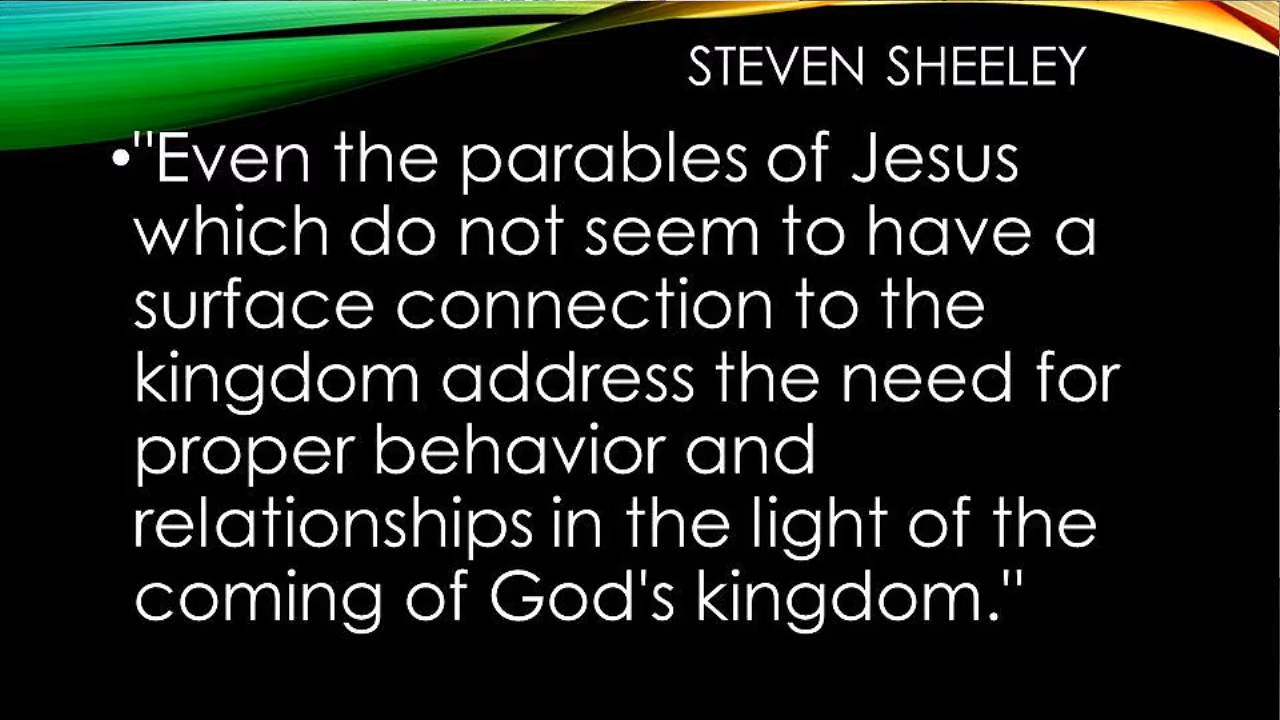 STEVEN SHEELEY
•"Even the parables of Jesus
which do not seem to have a
surface connection to the
kingdom address the need for
proper behavior and
relationships in the light of the
coming of God's kingdom."